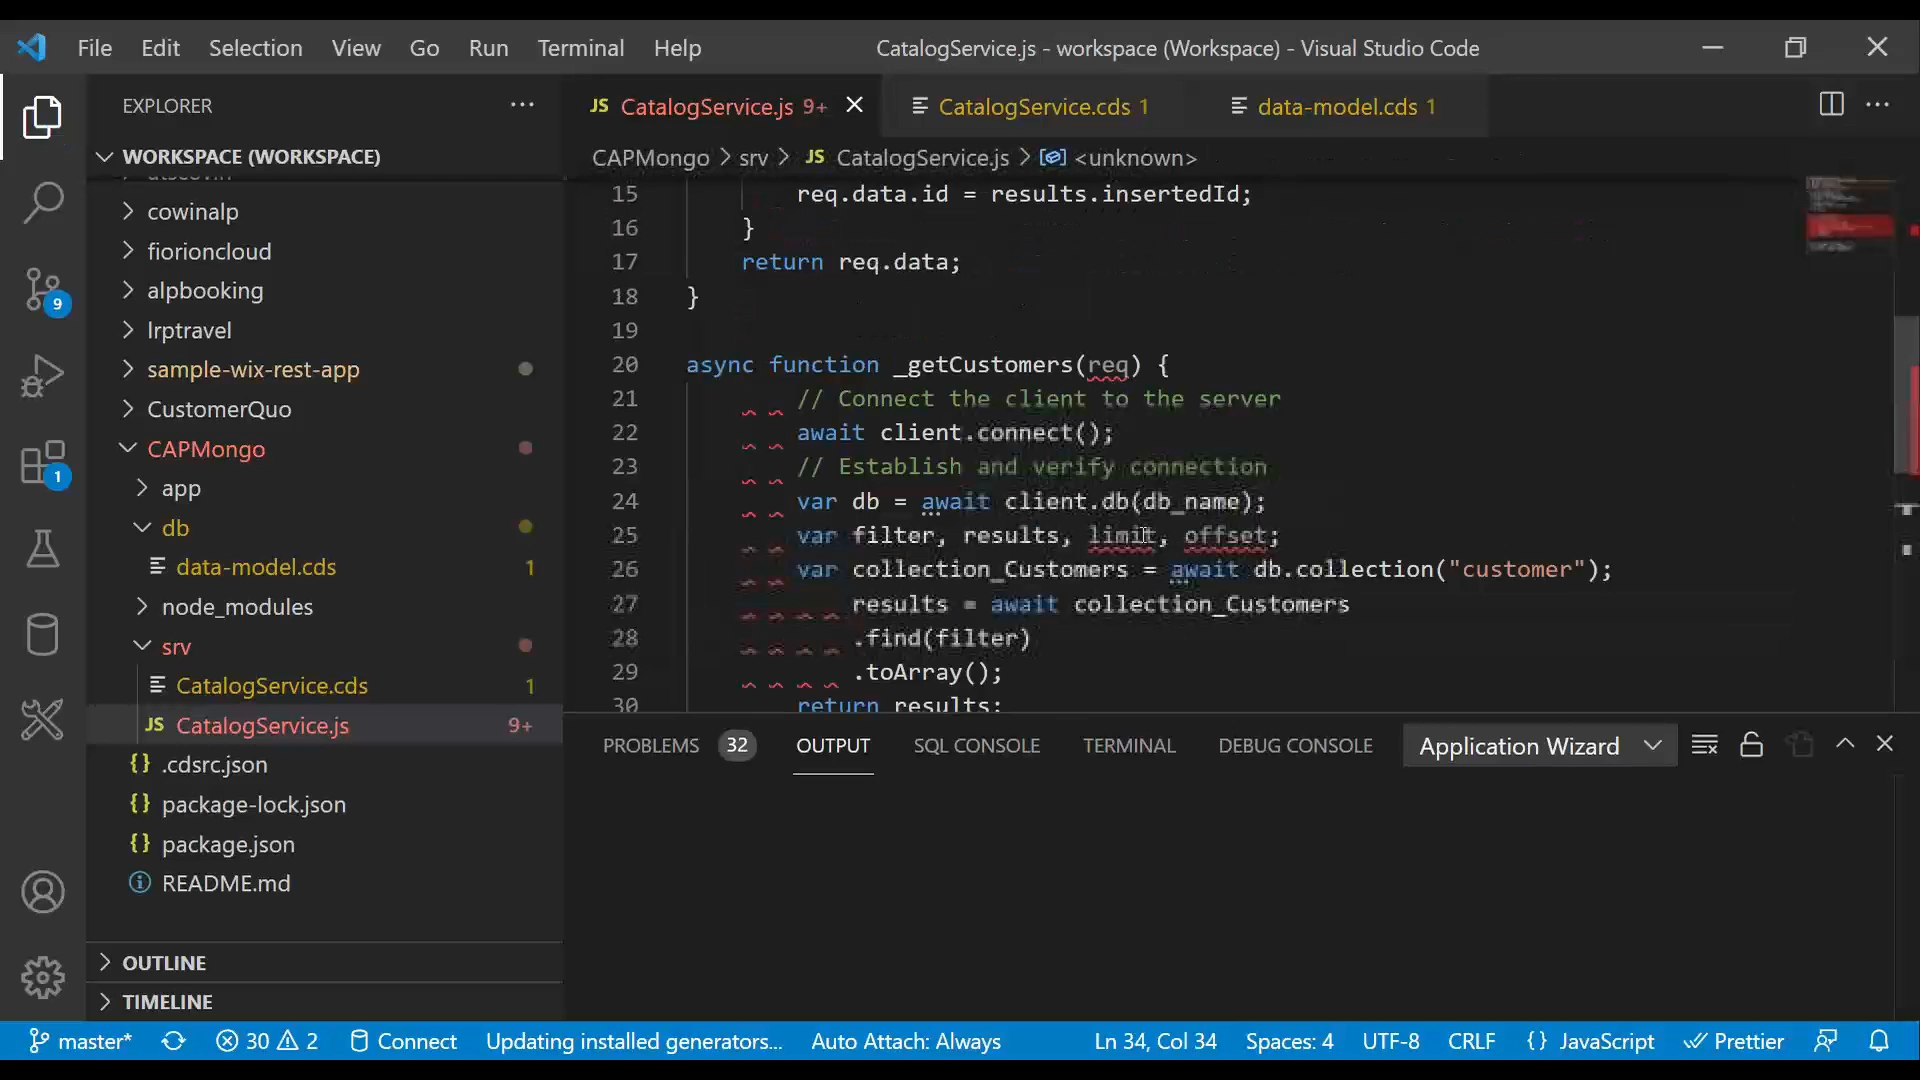 File Edit Selection View Go Run Terminal Help CatalogService.js - workspace (Workspace) - Visual Studio Code
EXPLORER
WORKSPACE (WORKSPACE)
cowinalp
fiorioncloud
alpbooking
lrptravel
sample-wix-rest-app
CustomerQuo
CAPMongo
app
db
data-model.cds 1
node_modules
srv
CatalogService.cds 1
JS CatalogService.js 9+
{} .cdsrc.json
{} package-lock.json
{} package.json
README.md
OUTLINE
TIMELINE
9
1
JS CatalogService.js 9+ CatalogService.cds 1 data-model.cds 1
CAPMongo > srv > JS CatalogService.js > <unknown>
15 req.data.id = results.insertedId;
16 }
17 return req.data;
18 }
19
20 async function _getCustomers(req) {
21 // Connect the client to the server
22 await client.connect();
23 // Establish and verify connection
24 var db = await client.db(db_name);
25 var filter, results, limit, offset;
26 var collection_Customers = await db.collection("customer");
27 results = await collection_Customers
28 .find(filter)
29 .toArray();
30 return results;
PROBLEMS 32 OUTPUT SQL CONSOLE TERMINAL DEBUG CONSOLE Application Wizard
master* 30 2 Connect Updating installed generators... Auto Attach: Always Ln 34, Col 34 Spaces: 4 UTF-8 CRLF {} JavaScript Prettier